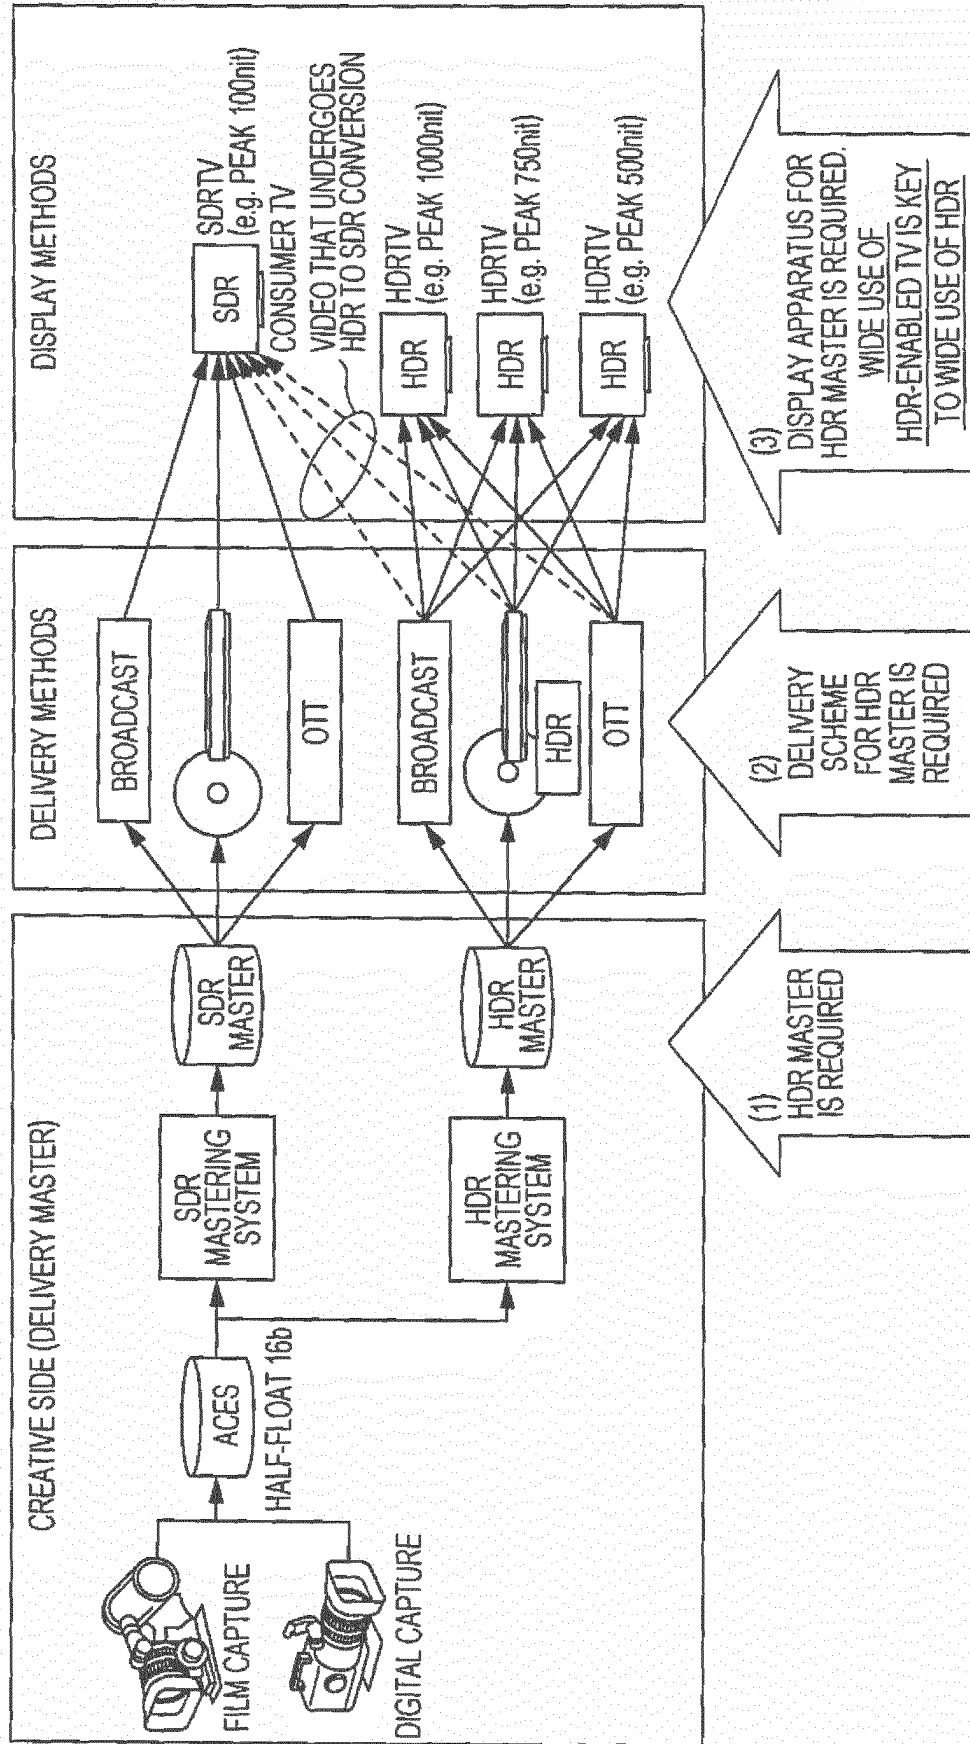 CREATIVE SIDE (DELIVERY MASTER)
FILM CAPTURE
DIGITAL CAPTURE
ACES
HALF-FLOAT 16b
SDR
MASTERING
SYSTEM
HDR
MASTERING
SYSTEM
SDR
MASTER
HDR
MASTER
DELIVERY METHODS
BROADCAST
OTT
BROADCAST
HDR
OTT
DISPLAY METHODS
SDR
SDRTV
(e.g. PEAK 100nit)
CONSUMER TV
VIDEO THAT UNDERGOES
HDR TO SDR CONVERSION
HDR
HDRTV
(e.g. PEAK 1000nit)
HDR
HDRTV
(e.g. PEAK 750nit)
HDR
HDRTV
(e.g. PEAK 500nit)
(1)
HDR MASTER
IS REQUIRED
(2)
DELIVERY
SCHEME
FOR HDR
MASTER IS
REQUIRED
(3)
DISPLAY APPARATUS FOR
HDR MASTER IS REQUIRED.
WIDE USE OF
HDR-ENABLED TV IS KEY
TO WIDE USE OF HDR